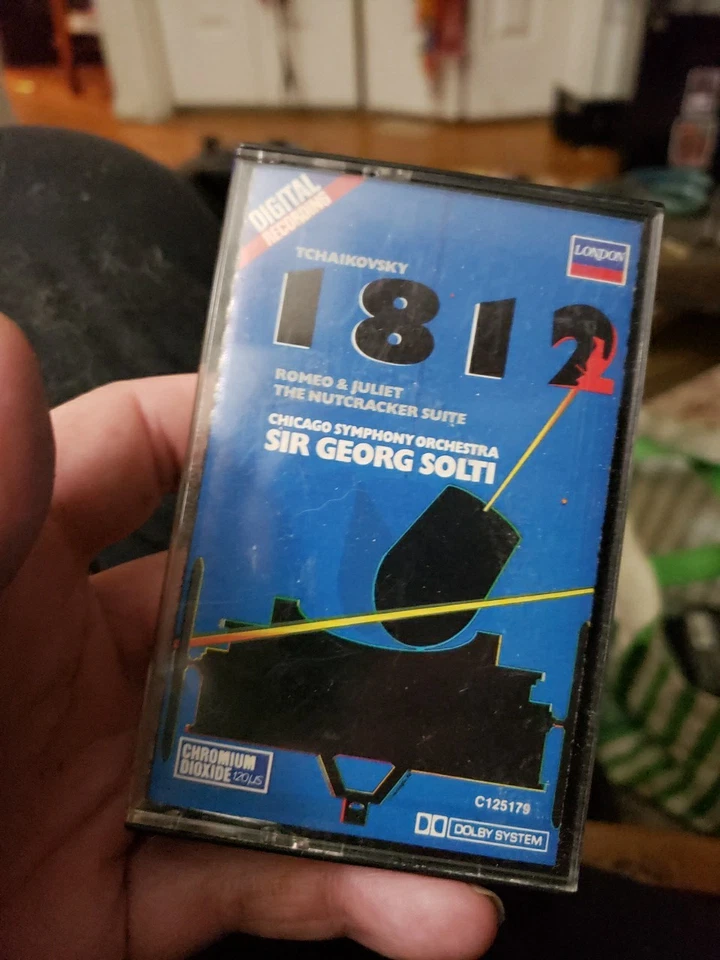 DIGITAL
RECORDING
LONDON
TCHAIKOVSKY
1812
ROMEO & JULIET
THE NUTCRACKER SUITE
CHICAGO SYMPHONY ORCHESTRA
SIR GEORG SOLTI
CHROMIUM
DIOXIDE 120µs
C125179
DOLBY SYSTEM